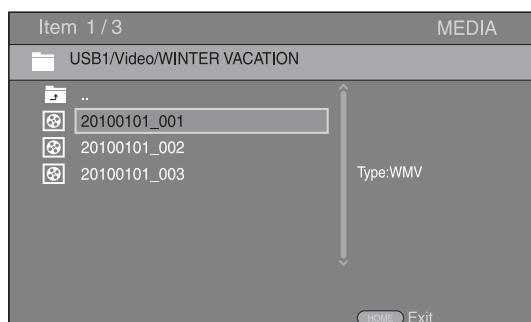 Item 1/3 MEDIA
USB1/Video/WINTER VACATION
..
20100101_001
20100101_002
20100101_003
Type:WMV
HOME Exit